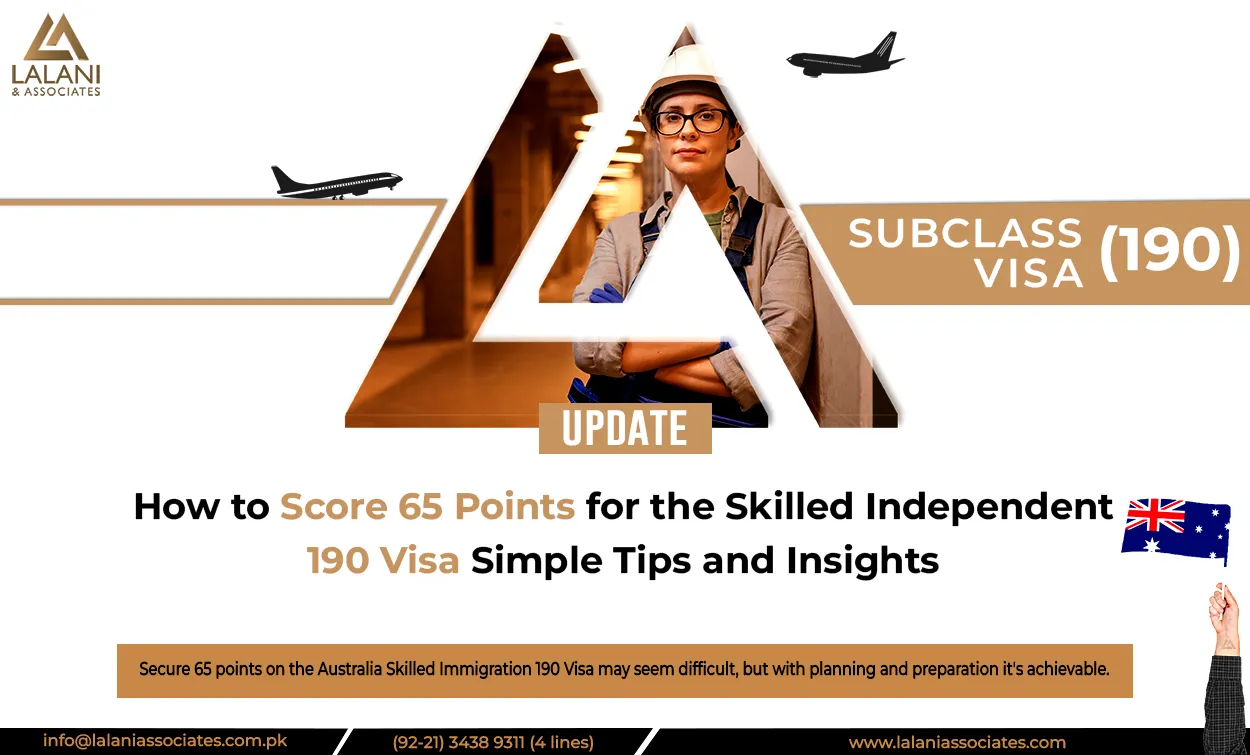 LALANI
& ASSOCIATES
SUBCLASS
VISA
(190)
UPDATE
How to Score 65 Points for the Skilled Independent
190 Visa Simple Tips and Insights
Secure 65 points on the Australia Skilled Immigration 190 Visa may seem difficult, but with planning and preparation it's achievable.
info@lalaniassociates.com.pk
(92-21) 3438 9311 (4 lines)
www.lalaniassociates.com